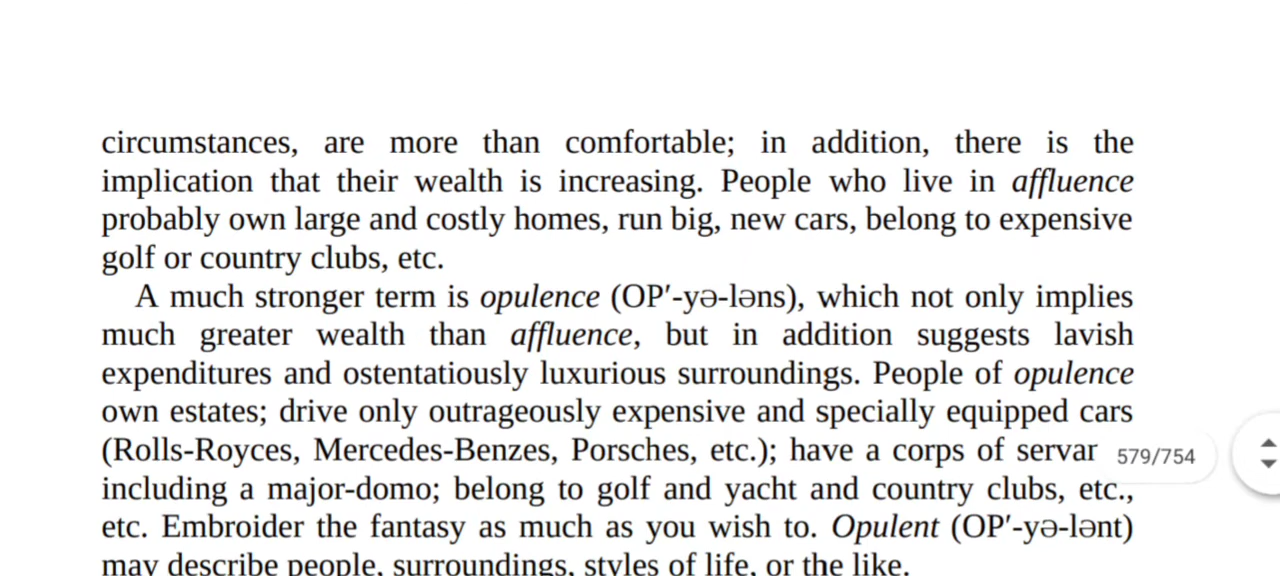 circumstances, are more than comfortable; in addition, there is the
implication that their wealth is increasing. People who live in affluence
probably own large and costly homes, run big, new cars, belong to expensive
golf or country clubs, etc.
A much stronger term is opulence (OP′-yə-ləns), which not only implies
much greater wealth than affluence, but in addition suggests lavish
expenditures and ostentatiously luxurious surroundings. People of opulence
own estates; drive only outrageously expensive and specially equipped cars
(Rolls-Royces, Mercedes-Benzes, Porsches, etc.); have a corps of servar
579/754
including a major-domo; belong to golf and yacht and country clubs, etc.,
etc. Embroider the fantasy as much as you wish to. Opulent (OP′-yə-lənt)
may describe people, surroundings, styles of life, or the like.